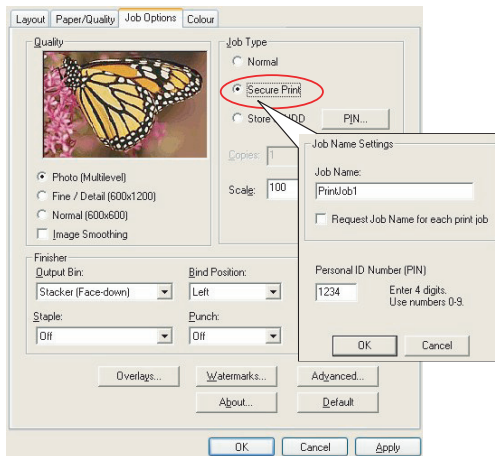 Layout Paper/Quality Job Options Colour
Quality
Photo (Multilevel)
Fine / Detail (600x1200)
Normal (600x600)
Image Smoothing
Job Type
Normal
Secure Print
Store HDD PIN...
Copies: 1
Scale: 100
Job Name Settings
Job Name:
PrintJob1
Request Job Name for each print job
Personal ID Number (PIN)
1234
Enter 4 digits.
Use numbers 0-9.
OK Cancel
Finisher
Output Bin: Bind Position:
Stacker (Face-down) Left
Staple: Punch:
Off Off
Overlays... Watermarks... Advanced...
About... Default
OK Cancel Apply